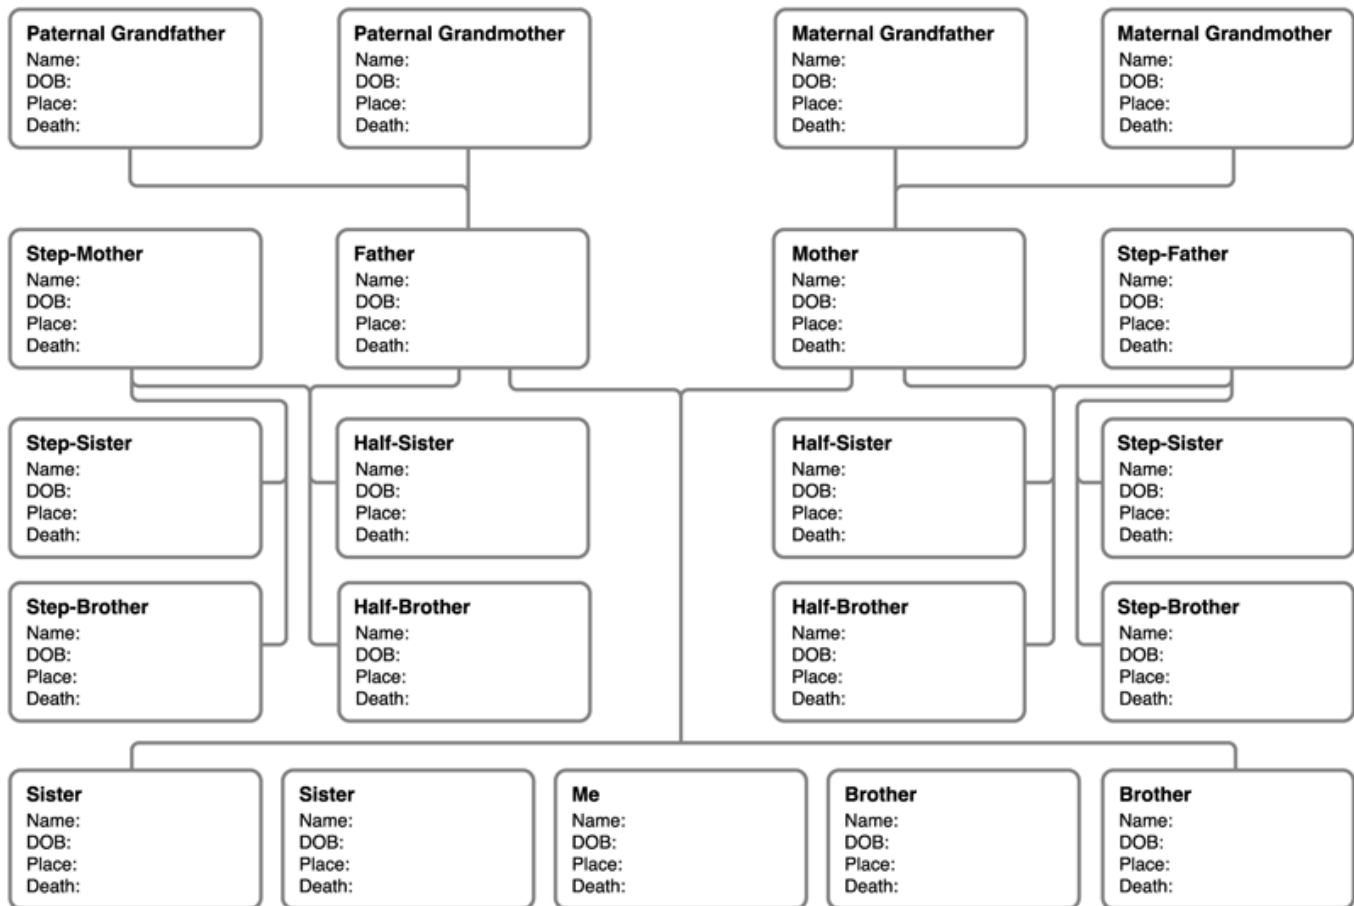 Paternal Grandfather
Name:
DOB:
Place:
Death:
Paternal Grandmother
Name:
DOB:
Place:
Death:
Maternal Grandfather
Name:
DOB:
Place:
Death:
Maternal Grandmother
Name:
DOB:
Place:
Death:
Step-Mother
Name:
DOB:
Place:
Death:
Father
Name:
DOB:
Place:
Death:
Mother
Name:
DOB:
Place:
Death:
Step-Father
Name:
DOB:
Place:
Death:
Step-Sister
Name:
DOB:
Place:
Death:
Half-Sister
Name:
DOB:
Place:
Death:
Half-Sister
Name:
DOB:
Place:
Death:
Step-Sister
Name:
DOB:
Place:
Death:
Step-Brother
Name:
DOB:
Place:
Death:
Half-Brother
Name:
DOB:
Place:
Death:
Half-Brother
Name:
DOB:
Place:
Death:
Step-Brother
Name:
DOB:
Place:
Death:
Sister
Name:
DOB:
Place:
Death:
Sister
Name:
DOB:
Place:
Death:
Me
Name:
DOB:
Place:
Death:
Brother
Name:
DOB:
Place:
Death:
Brother
Name:
DOB:
Place:
Death: